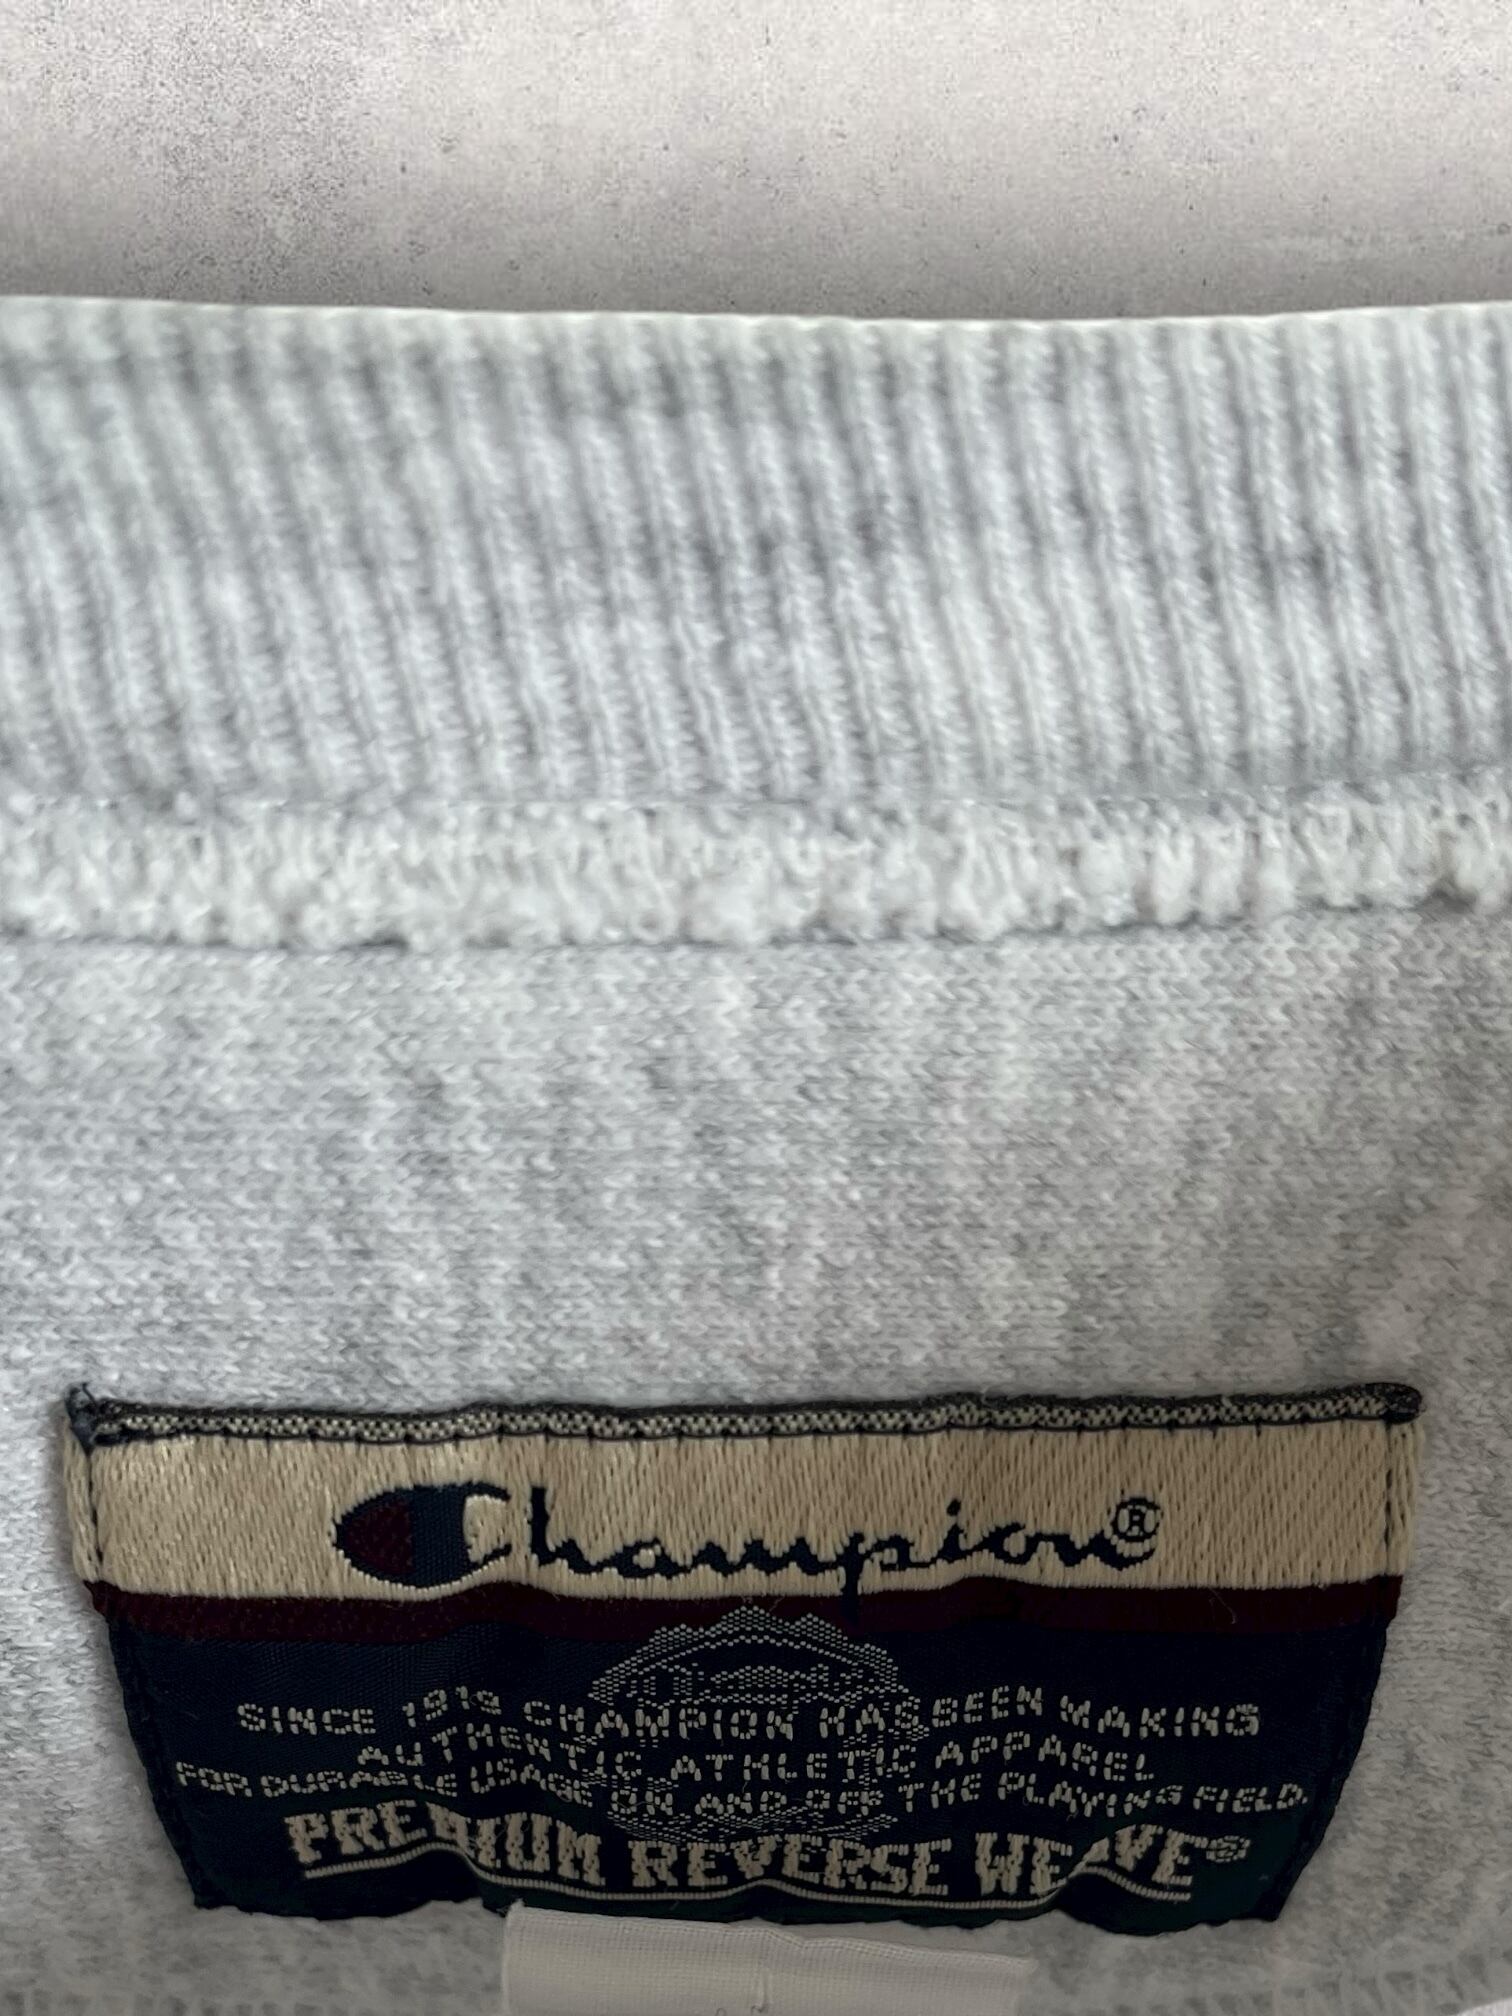 Champion®
SINCE 1919 CHAMPION HAS BEEN MAKING
AUTHENTIC ATHLETIC APPAREL
FOR DURABLE USAGE ON AND OFF THE PLAYING FIELD.
PREMIUM REVERSE WEAVE®